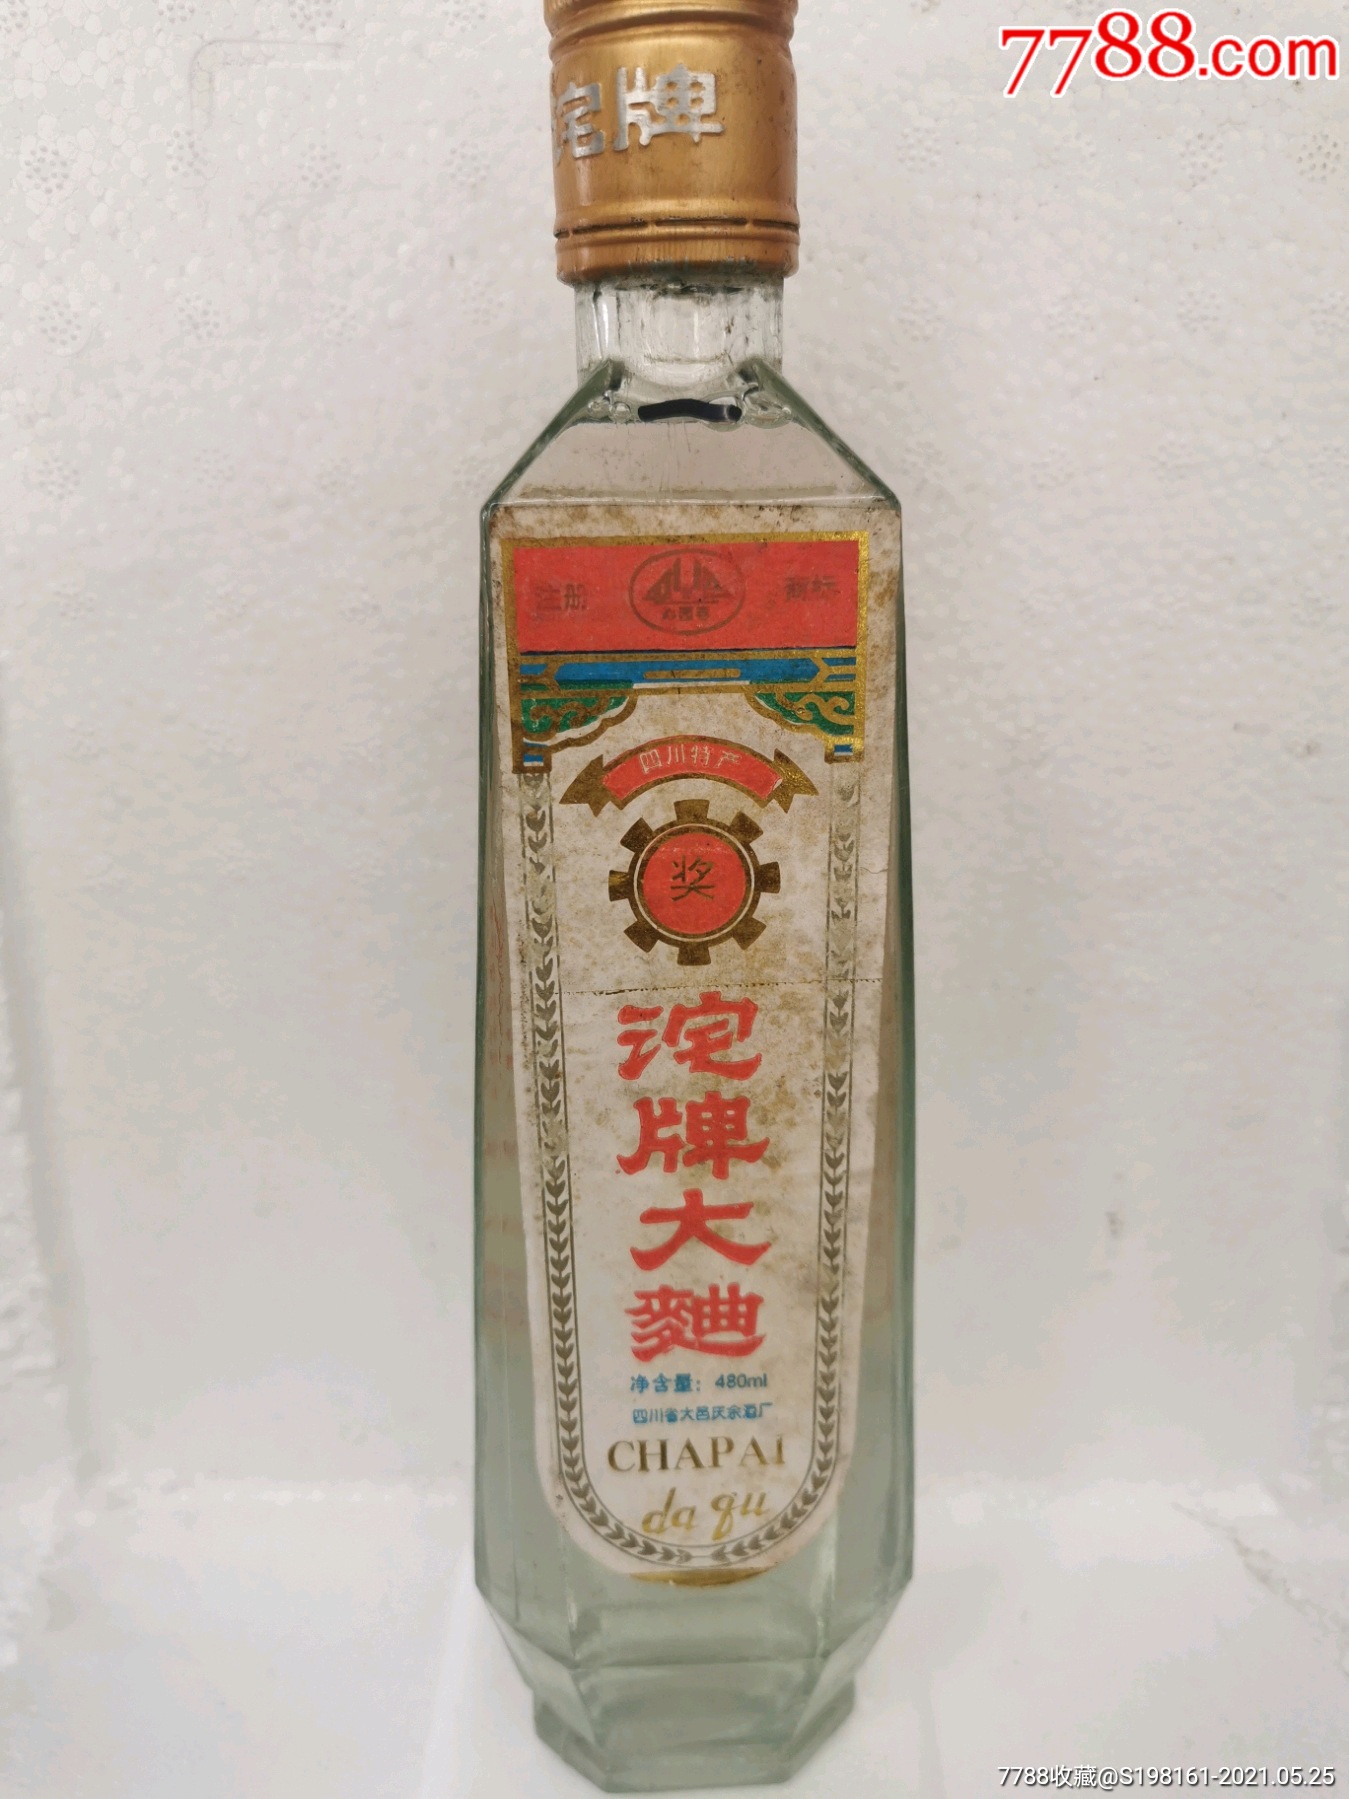 7788.com
沱牌
注册
商标
四川特产
奖
沱牌大麯
净含量：480ml
四川省大邑庆余酒厂
CHAPAI
da qu
7788收藏@S198161-2021.05.25